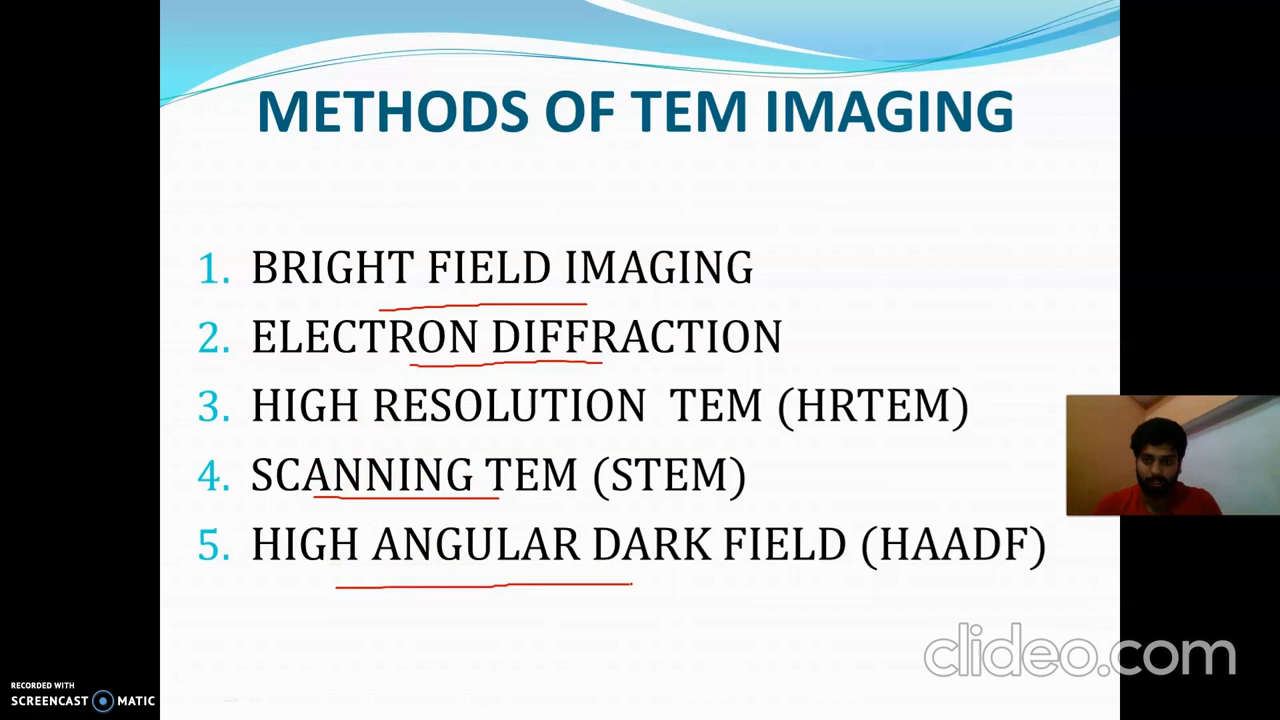 METHODS OF TEM IMAGING
1. BRIGHT FIELD IMAGING
2. ELECTRON DIFFRACTION
3. HIGH RESOLUTION TEM (HRTEM)
4. SCANNING TEM (STEM)
5. HIGH ANGULAR DARK FIELD (HAADF)
clideo.com
RECORDED WITH
SCREENCAST MATIC